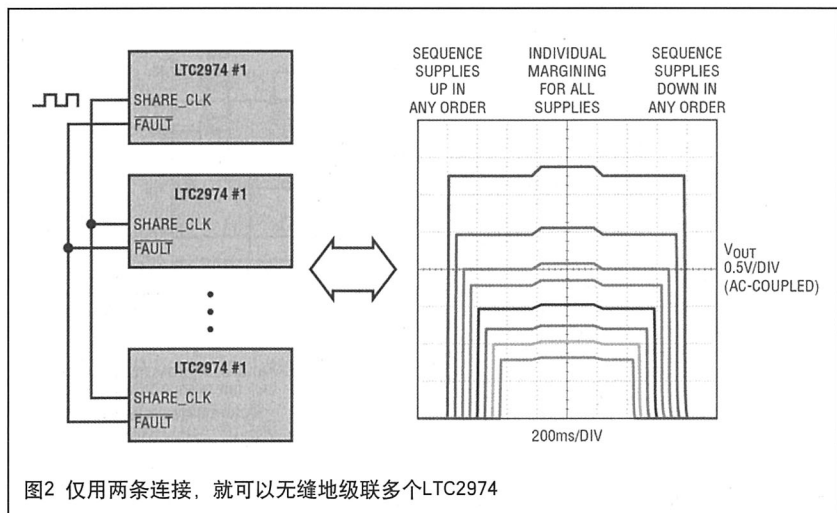 LTC2974 #1
SHARE_CLK
FAULT
LTC2974 #1
SHARE_CLK
FAULT
LTC2974 #1
SHARE_CLK
FAULT
SEQUENCE
SUPPLIES
UP IN
ANY ORDER
INDIVIDUAL
MARGINING
FOR ALL
SUPPLIES
SEQUENCE
SUPPLIES
DOWN IN
ANY ORDER
VOUT
0.5V/DIV
(AC-COUPLED)
200ms/DIV
图2 仅用两条连接，就可以无缝地级联多个LTC2974